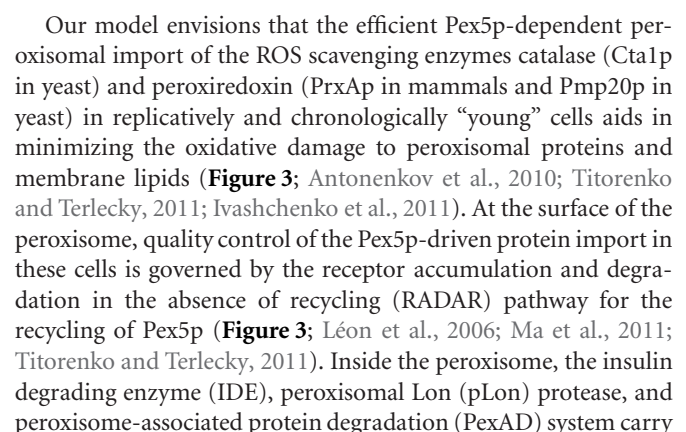 Our model envisions that the efficient Pex5p-dependent per-
oxisomal import of the ROS scavenging enzymes catalase (Cta1p
in yeast) and peroxiredoxin (PrxAp in mammals and Pmp20p in
yeast) in replicatively and chronologically “young” cells aids in
minimizing the oxidative damage to peroxisomal proteins and
membrane lipids (Figure 3; Antonenkov et al., 2010; Titorenko
and Terlecky, 2011; Ivashchenko et al., 2011). At the surface of the
peroxisome, quality control of the Pex5p-driven protein import in
these cells is governed by the receptor accumulation and degra-
dation in the absence of recycling (RADAR) pathway for the
recycling of Pex5p (Figure 3; Léon et al., 2006; Ma et al., 2011;
Titorenko and Terlecky, 2011). Inside the peroxisome, the insulin
degrading enzyme (IDE), peroxisomal Lon (pLon) protease, and
peroxisome-associated protein degradation (PexAD) system carry